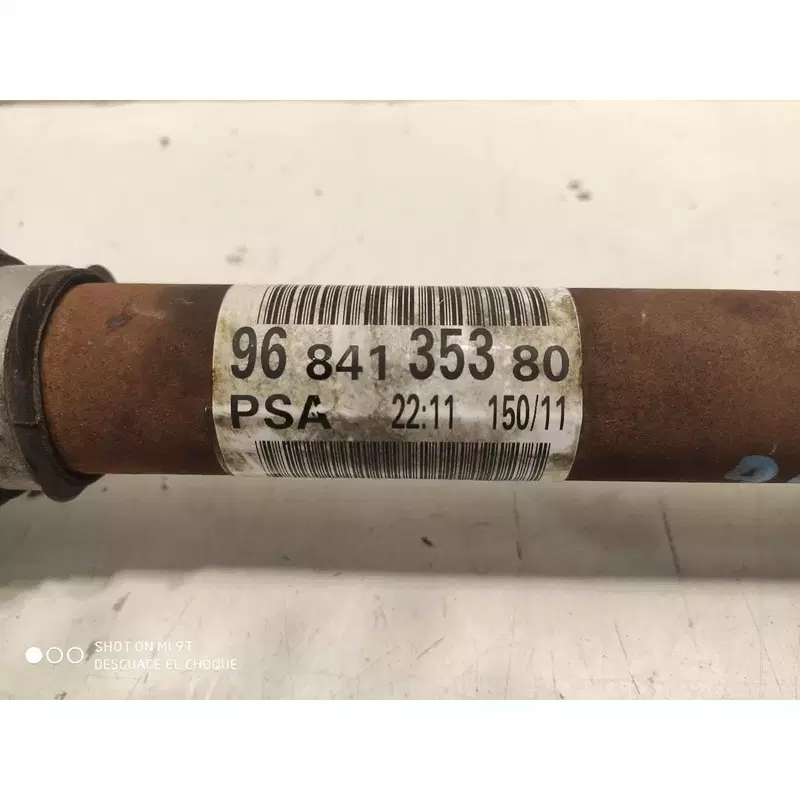 96 841 353 80
PSA 22:11 150/11
SHOT ON MI 9T
DESGUACE EL CHOQUE